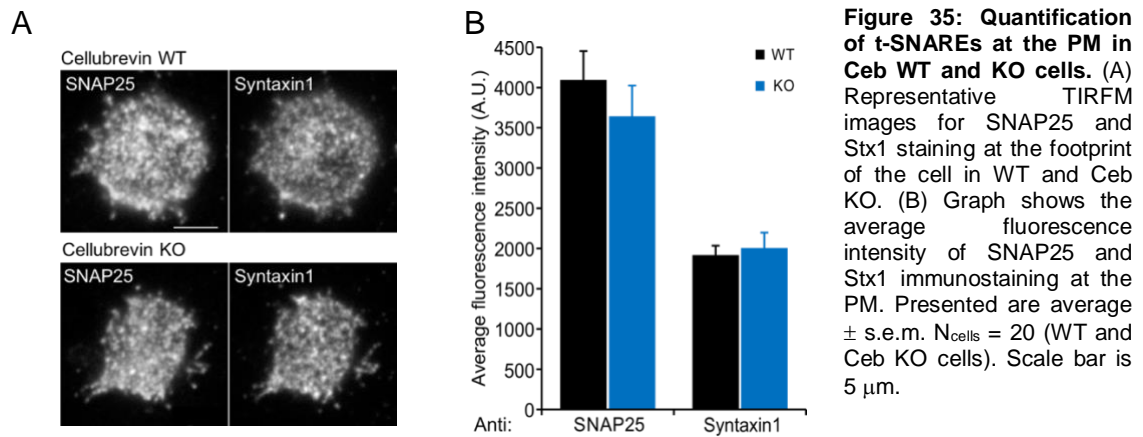 A
Cellubrevin WT
SNAP25
Syntaxin1
Cellubrevin KO
SNAP25
Syntaxin1
B
Average fluorescence intensity (A.U.)
4500
4000
3500
3000
2500
2000
1500
1000
500
0
WT
KO
Anti:
SNAP25
Syntaxin1
Figure 35: Quantification
of t-SNAREs at the PM in
Ceb WT and KO cells. (A)
Representative TIRFM
images for SNAP25 and
Stx1 staining at the footprint
of the cell in WT and Ceb
KO. (B) Graph shows the
average fluorescence
intensity of SNAP25 and
Stx1 immunostaining at the
PM. Presented are average
± s.e.m. Ncells = 20 (WT and
Ceb KO cells). Scale bar is
5 μm.